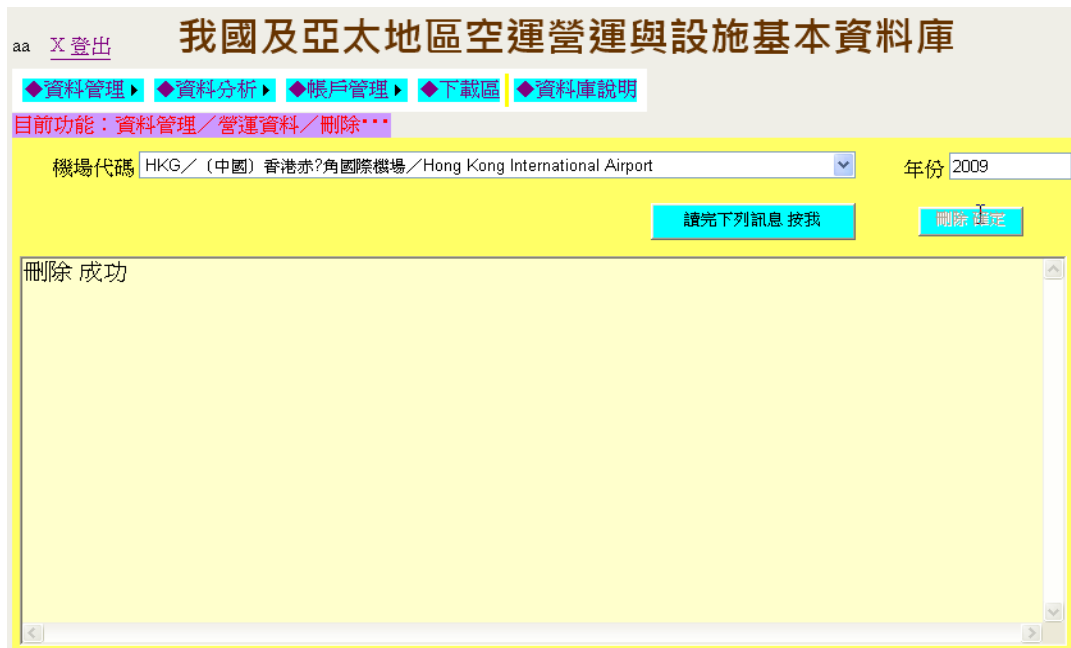 aa X 登出 我國及亞太地區空運營運與設施基本資料庫
◆資料管理 ◆資料分析 ◆帳戶管理 ◆下載區 ◆資料庫說明
目前功能：資料管理／營運資料／刪除···
機場代碼 HKG／（中國）香港赤?角國際機場／Hong Kong International Airport 年份 2009
讀完下列訊息 按我 刪除 確定
刪除 成功